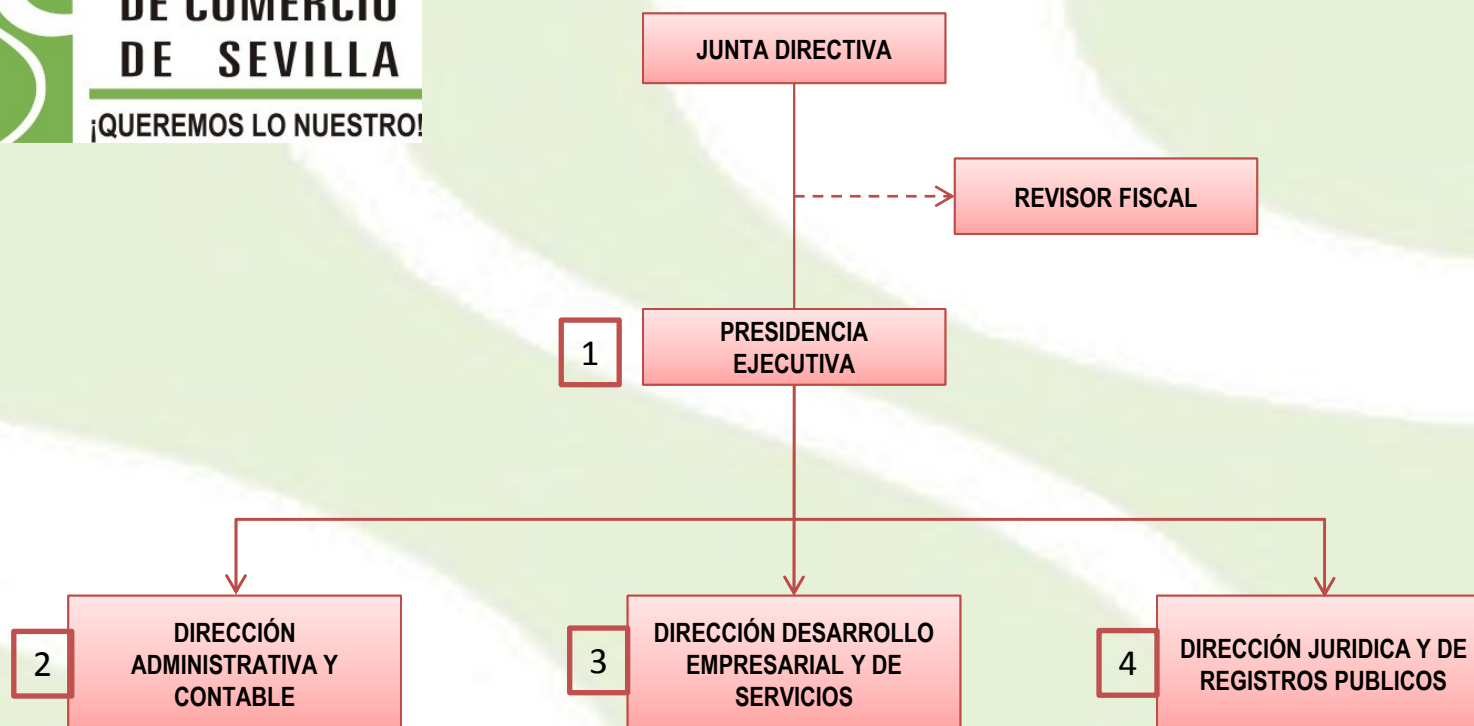 DE COMERCIO
DE SEVILLA
¡QUEREMOS LO NUESTRO!
JUNTA DIRECTIVA
REVISOR FISCAL
1
PRESIDENCIA
EJECUTIVA
2
DIRECCIÓN
ADMINISTRATIVA Y
CONTABLE
3
DIRECCIÓN DESARROLLO
EMPRESARIAL Y DE
SERVICIOS
4
DIRECCIÓN JURIDICA Y DE
REGISTROS PUBLICOS